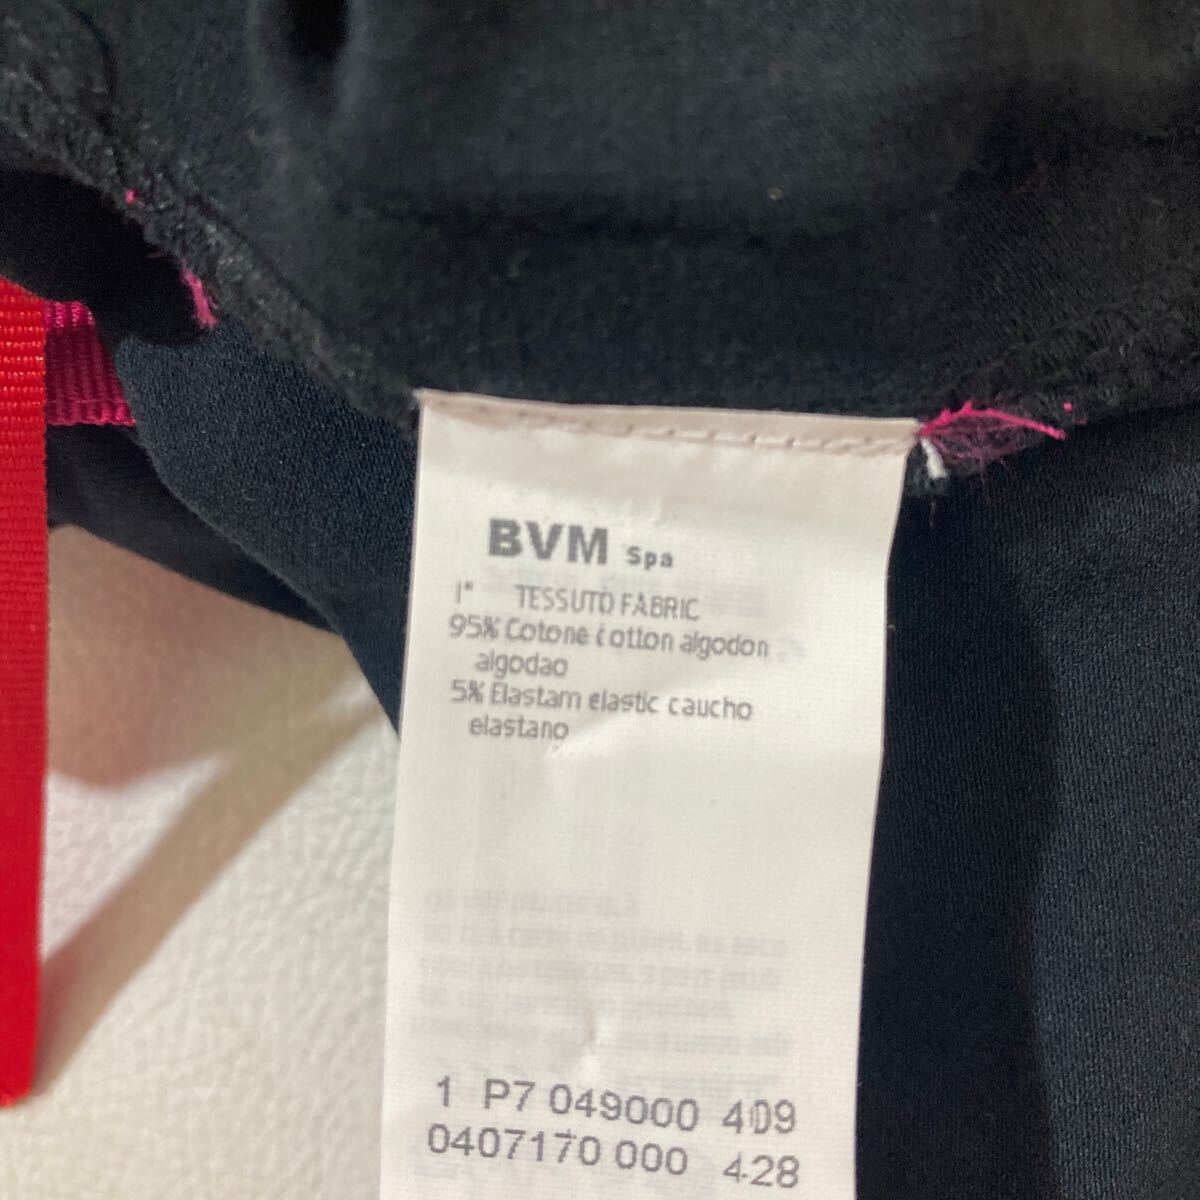 BVM Spa
1° TESSUTO FABRIC
95% Cotone cotton algodon
algodao
5% Elastam elastic caucho
elastano
1 P7 049000 409
0407170 000 428